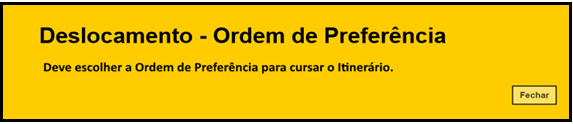 Deslocamento - Ordem de Preferência
Deve escolher a Ordem de Preferência para cursar o Itinerário.
Fechar